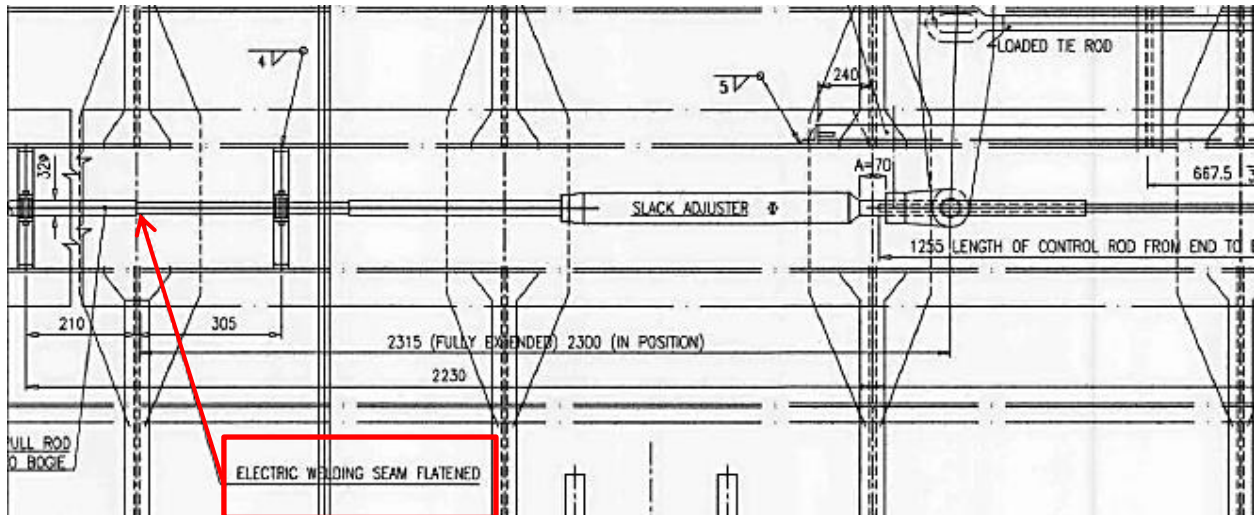 LOADED TIE ROD
4
5
240
A=70
329
667.5
SLACK ADJUSTER
1255 LENGTH OF CONTROL ROD FROM END TO
210
305
2315 (FULLY EXTENDED) 2300 (IN POSITION)
2230
PULL ROD
O BOGIE
ELECTRIC WELDING SEAM FLATENED